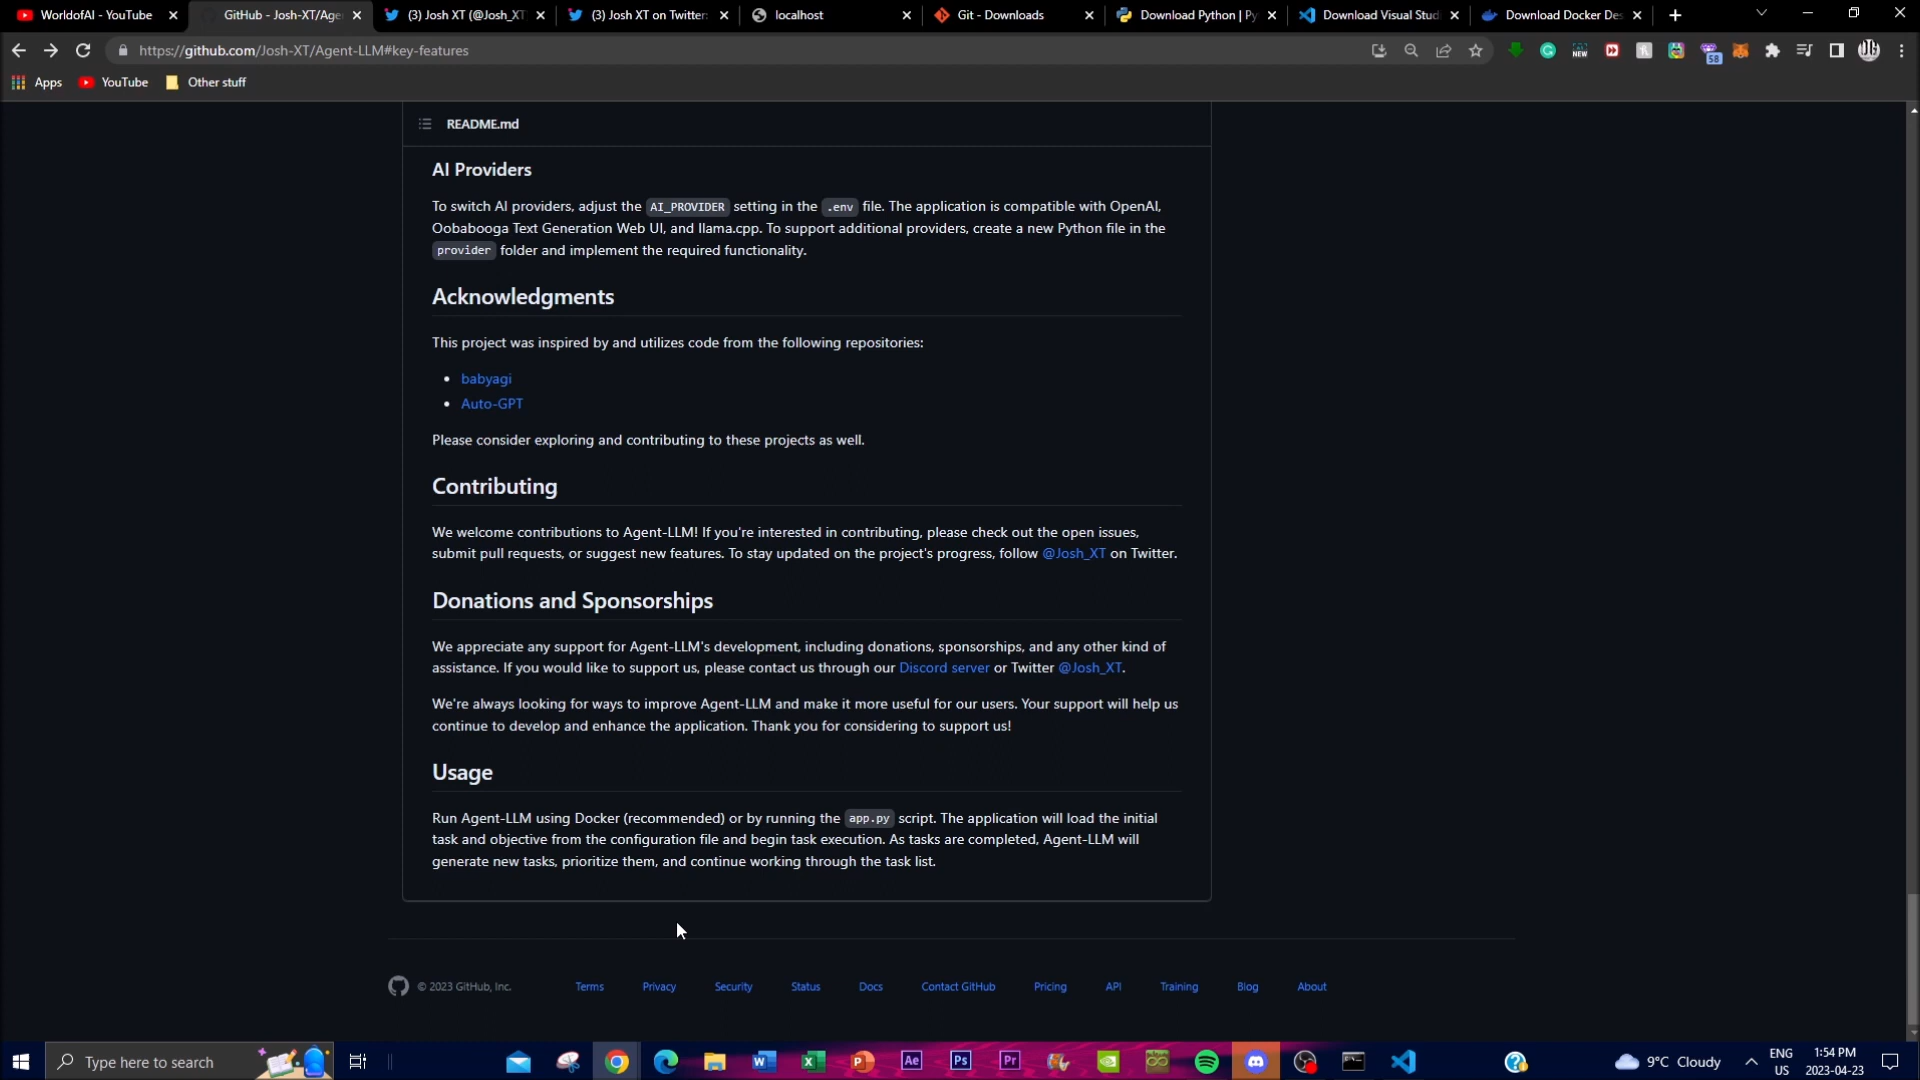 WorldofAI - YouTube
GitHub - Josh-XT/Age
(3) Josh XT (@Josh_XT
(3) Josh XT on Twitter:
localhost
Git - Downloads
Download Python | Py
Download Visual Stud
Download Docker Des
https://github.com/Josh-XT/Agent-LLM#key-features
NEW
58
Apps
YouTube
Other stuff
README.md
AI Providers
To switch AI providers, adjust the AI_PROVIDER setting in the .env file. The application is compatible with OpenAI,
Oobabooga Text Generation Web UI, and llama.cpp. To support additional providers, create a new Python file in the
provider folder and implement the required functionality.
Acknowledgments
This project was inspired by and utilizes code from the following repositories:
• babyagi
• Auto-GPT
Please consider exploring and contributing to these projects as well.
Contributing
We welcome contributions to Agent-LLM! If you're interested in contributing, please check out the open issues,
submit pull requests, or suggest new features. To stay updated on the project's progress, follow @Josh_XT on Twitter.
Donations and Sponsorships
We appreciate any support for Agent-LLM's development, including donations, sponsorships, and any other kind of
assistance. If you would like to support us, please contact us through our Discord server or Twitter @Josh_XT.
We're always looking for ways to improve Agent-LLM and make it more useful for our users. Your support will help us
continue to develop and enhance the application. Thank you for considering to support us!
Usage
Run Agent-LLM using Docker (recommended) or by running the app.py script. The application will load the initial
task and objective from the configuration file and begin task execution. As tasks are completed, Agent-LLM will
generate new tasks, prioritize them, and continue working through the task list.
© 2023 GitHub, Inc.
Terms
Privacy
Security
Status
Docs
Contact GitHub
Pricing
API
Training
Blog
About
Type here to search
Ae
Ps
Pr
9°C Cloudy
ENG
US
1:54 PM
2023-04-23